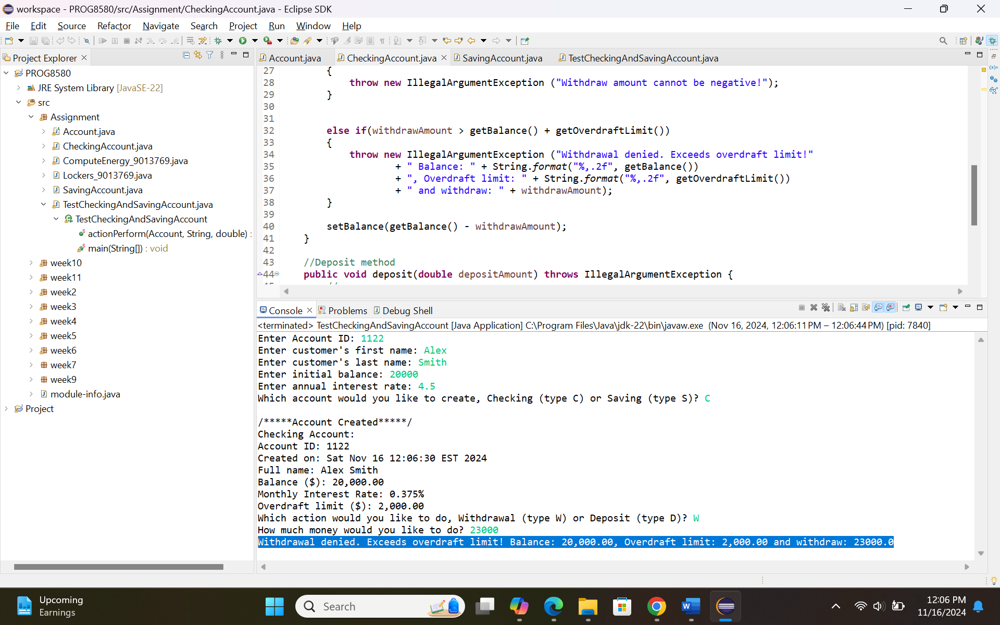 workspace - PROG8580/src/Assignment/CheckingAccount.java - Eclipse SDK
File Edit Source Refactor Navigate Search Project Run Window Help
Project Explorer
PROG8580
JRE System Library [JavaSE-22]
src
Assignment
Account.java
CheckingAccount.java
ComputeEnergy_9013769.java
Lockers_9013769.java
SavingAccount.java
TestCheckingAndSavingAccount.java
TestCheckingAndSavingAccount
actionPerform(Account, String, double) :
main(String[]) : void
week10
week11
week2
week3
week4
week5
week6
week7
week9
module-info.java
Project
Account.java CheckingAccount.java SavingAccount.java TestCheckingAndSavingAccount.java
27 {
28 throw new IllegalArgumentException ("Withdraw amount cannot be negative!");
29 }
30
31
32 else if(withdrawAmount > getBalance() + getOverdraftLimit())
33 {
34 throw new IllegalArgumentException ("Withdrawal denied. Exceeds overdraft limit!"
35 + " Balance: " + String.format("%,.2f", getBalance())
36 + ", Overdraft limit: " + String.format("%,.2f", getOverdraftLimit())
37 + " and withdraw: " + withdrawAmount);
38 }
39
40 setBalance(getBalance() - withdrawAmount);
41 }
42
43 //Deposit method
44 public void deposit(double depositAmount) throws IllegalArgumentException {
Console Problems Debug Shell
<terminated> TestCheckingAndSavingAccount [Java Application] C:\Program Files\Java\jdk-22\bin\javaw.exe (Nov 16, 2024, 12:06:11 PM – 12:06:44 PM) [pid: 7840]
Enter Account ID: 1122
Enter customer's first name: Alex
Enter customer's last name: Smith
Enter initial balance: 20000
Enter annual interest rate: 4.5
Which account would you like to create, Checking (type C) or Saving (type S)? C
/*****Account Created*****/
Checking Account:
Account ID: 1122
Created on: Sat Nov 16 12:06:30 EST 2024
Full name: Alex Smith
Balance ($): 20,000.00
Monthly Interest Rate: 0.375%
Overdraft limit ($): 2,000.00
Which action would you like to do, Withdrawal (type W) or Deposit (type D)? W
How much money would you like to do? 23000
Withdrawal denied. Exceeds overdraft limit! Balance: 20,000.00, Overdraft limit: 2,000.00 and withdraw: 23000.0
Upcoming
Earnings
Search
12:06 PM
11/16/2024